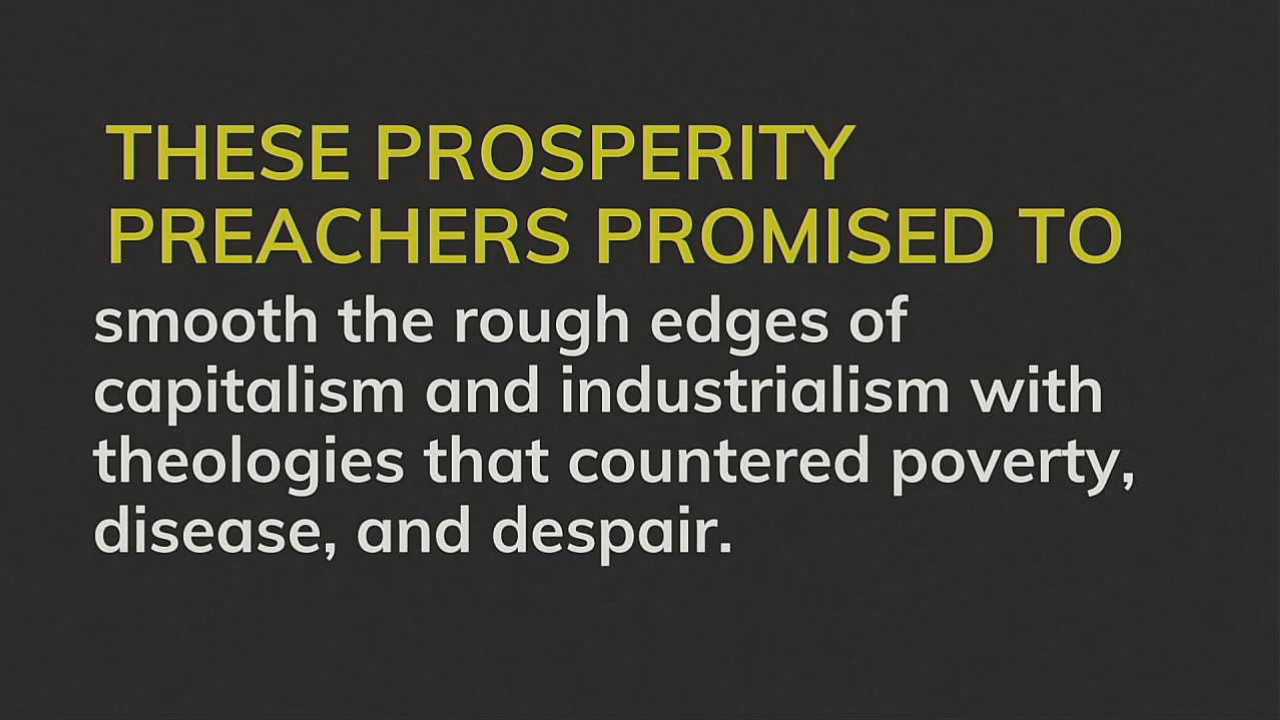 THESE PROSPERITY
PREACHERS PROMISED TO
smooth the rough edges of
capitalism and industrialism with
theologies that countered poverty,
disease, and despair.